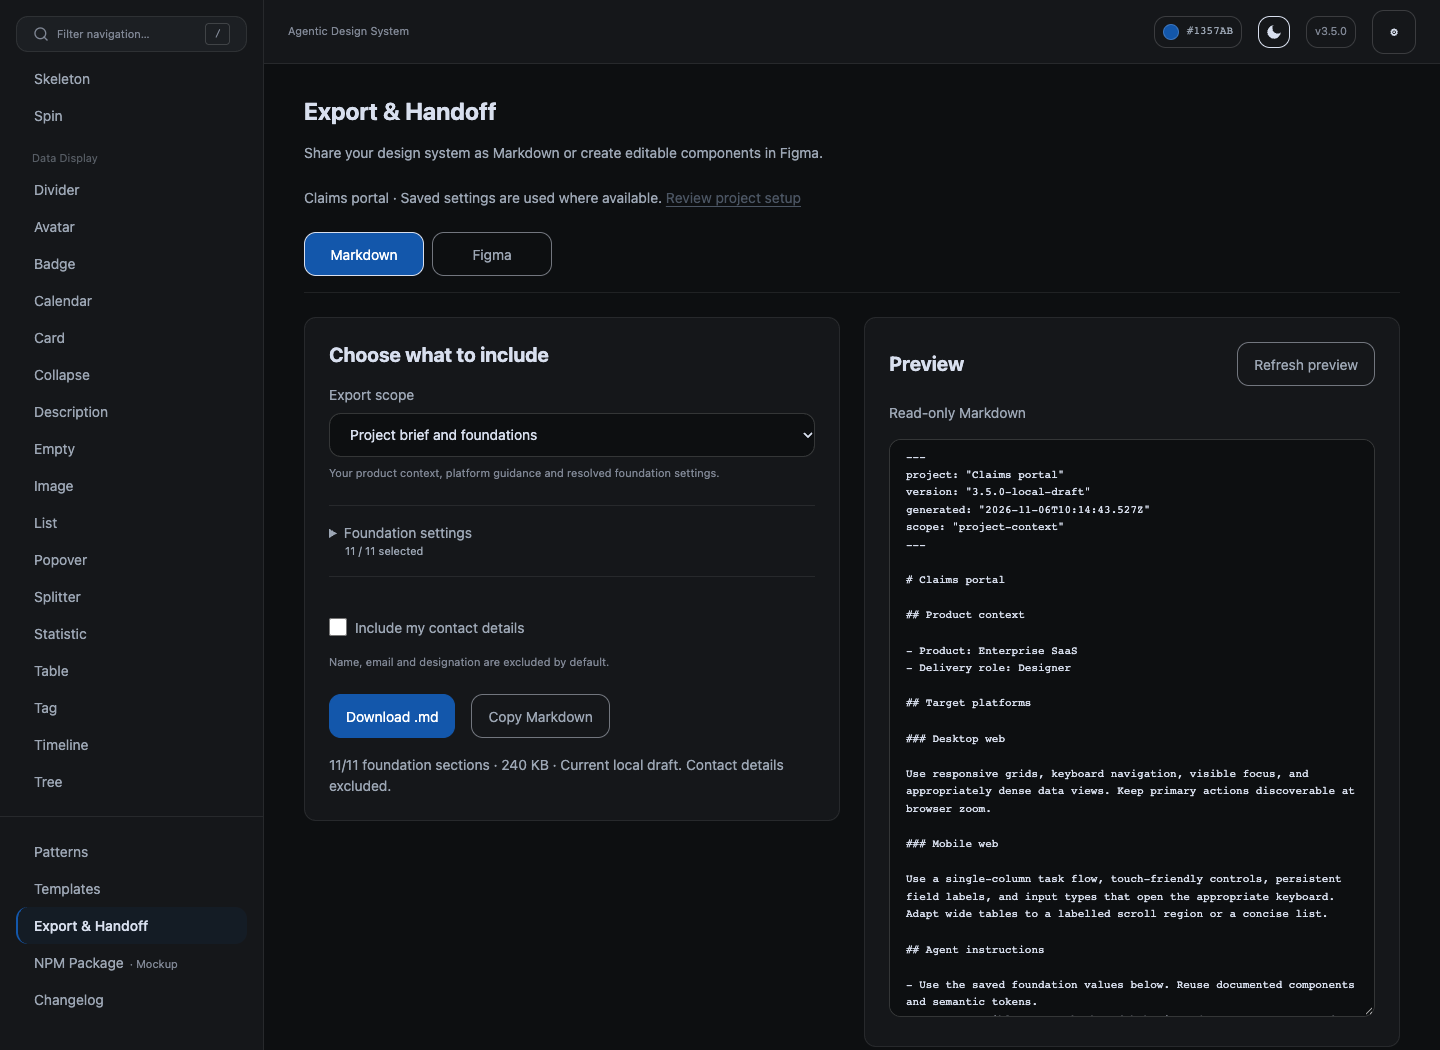 Filter navigation...
/
Skeleton
Spin
Data Display
Divider
Avatar
Badge
Calendar
Card
Collapse
Description
Empty
Image
List
Popover
Splitter
Statistic
Table
Tag
Timeline
Tree
Patterns
Templates
Export & Handoff
NPM Package · Mockup
Changelog
Agentic Design System
#1357AB
v3.5.0
Export & Handoff
Share your design system as Markdown or create editable components in Figma.
Claims portal · Saved settings are used where available. Review project setup
Markdown
Figma
Choose what to include
Export scope
Project brief and foundations
Your product context, platform guidance and resolved foundation settings.
Foundation settings
11 / 11 selected
Include my contact details
Name, email and designation are excluded by default.
Download .md
Copy Markdown
11/11 foundation sections · 240 KB · Current local draft. Contact details
excluded.
Preview
Refresh preview
Read-only Markdown
---
project: "Claims portal"
version: "3.5.0-local-draft"
generated: "2026-11-06T10:14:43.527Z"
scope: "project-context"
---
# Claims portal
## Product context
- Product: Enterprise SaaS
- Delivery role: Designer
## Target platforms
### Desktop web
Use responsive grids, keyboard navigation, visible focus, and
appropriately dense data views. Keep primary actions discoverable at
browser zoom.
### Mobile web
Use a single-column task flow, touch-friendly controls, persistent
field labels, and input types that open the appropriate keyboard.
Adapt wide tables to a labelled scroll region or a concise list.
## Agent instructions
- Use the saved foundation values below. Reuse documented components
and semantic tokens.